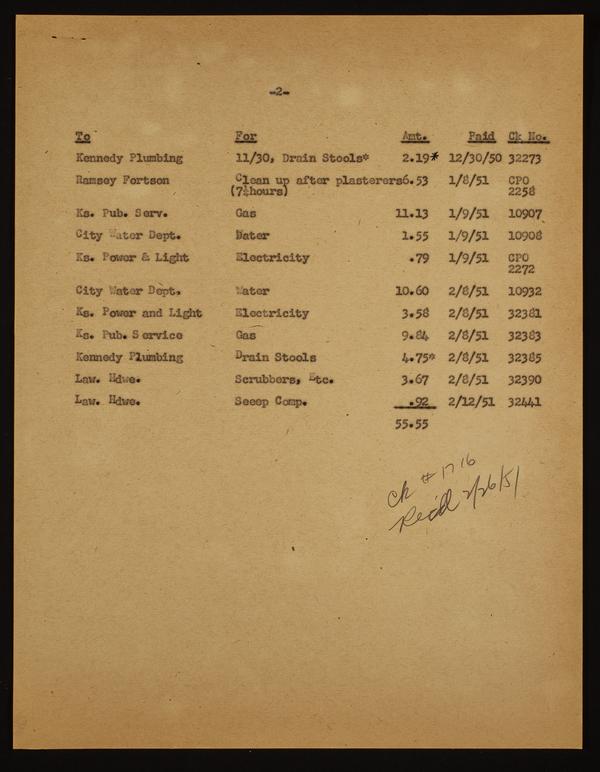 -2-
To For Amt. Paid Ck No.
Kennedy Plumbing 11/30, Drain Stools* 2.19* 12/30/50 32273
Ramsey Fortson Clean up after plasterers 6.53 1/8/51 CPO
(7½hours) 2258
Ks. Pub. Serv. Gas 11.13 1/9/51 10907
City Water Dept. Water 1.55 1/9/51 10908
Ks. Power & Light Electricity .79 1/9/51 CPO
2272
City Water Dept. Water 10.60 2/8/51 10932
Ks. Power and Light Electricity 3.58 2/8/51 32381
Ks. Pub. Service Gas 9.84 2/8/51 32383
Kennedy Plumbing Drain Stools 4.75* 2/8/51 32385
Law. Hdwe. Scrubbers, Etc. 3.67 2/8/51 32390
Law. Hdwe. Seeep Comp. .92 2/12/51 32441
55.55
Ck # 1716
Rec'd 2/26/51